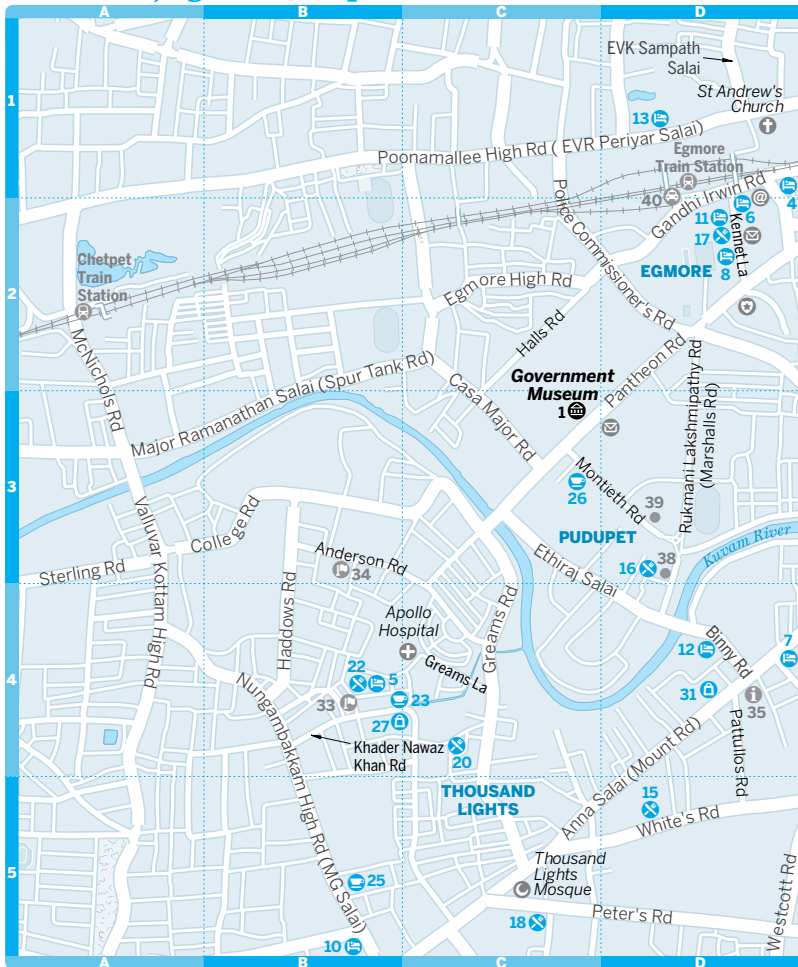 A
B
C
D
1
EVK Sampath
Salai
St Andrew's
Church
13
Poonamallee High Rd ( EVR Periyar Salai)
Egmore
Train Station
40
Gandhi Irwin Rd
4
11
6
17
Kennet La
8
EGMORE
Police Commissioner's Rd
2
Chetpet
Train
Station
Egmore High Rd
Halls Rd
McNichols Rd
Pantheon Rd
Major Ramanathan Salai (Spur Tank Rd)
Casa Major Rd
Government
Museum
1
Rukmani Lakshmipathy Rd
(Marshalls Rd)
3
Montieth Rd
26
39
PUDUPET
Kuvam River
Valluvar Kottam High Rd
College Rd
Sterling Rd
Anderson Rd
34
Ethiraj Salai
16
38
Haddows Rd
Apollo
Hospital
Greams Rd
Greams La
Binny Rd
12
7
4
22
5
23
33
27
31
35
Pattullos Rd
Nungambakkam High Rd (MG Salai)
Khader Nawaz
Khan Rd
20
Anna Salai (Mount Rd)
THOUSAND
LIGHTS
15
White's Rd
5
Thousand
Lights
Mosque
25
Peter's Rd
18
Westcott Rd
10
A
B
C
D